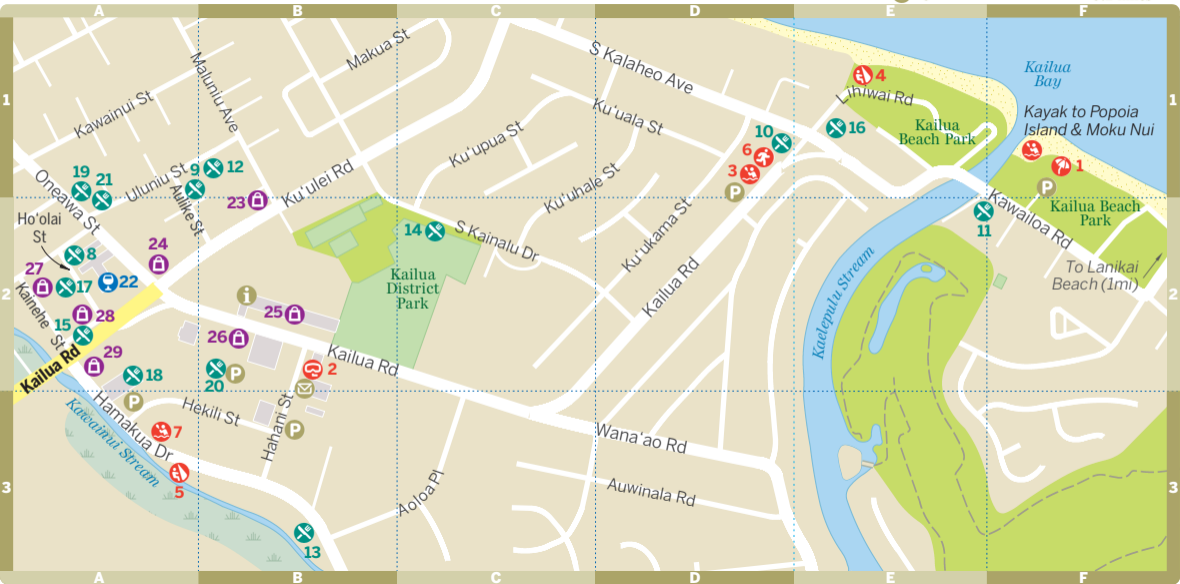 A
B
C
D
E
F
1
Kawainui St
Maluniu Ave
Makua St
S Kalaheo Ave
4
Lihiwai Rd
Kailua
Bay
Kailua
Beach Park
Kayak to Popoia
Island & Moku Nui
1
1
Ku'uala St
Ku'upua St
10
16
6
3
P
P
19
21
9
12
Uluniu St
Aulike St
Oneawa St
23
Ku'ulei Rd
Ku'uhale St
Kailua Beach
Park
Kawailoa Rd
11
Ho'olai
St
8
24
27
17
22
28
15
29
Kainehe St
Kailua Rd
14
S Kainalu Dr
Kailua
District
Park
Ku'ukama St
Kailua Rd
Kaelepulu Stream
To Lanikai
Beach (1mi)
2
2
i
25
26
Kailua Rd
18
20
P
2
P
Hekili St
Hahani St
P
Hamakua Dr
7
Kawainui Stream
5
13
Aoloa Pl
Wana'ao Rd
Auwinala Rd
3
3
A
B
C
D
E
F